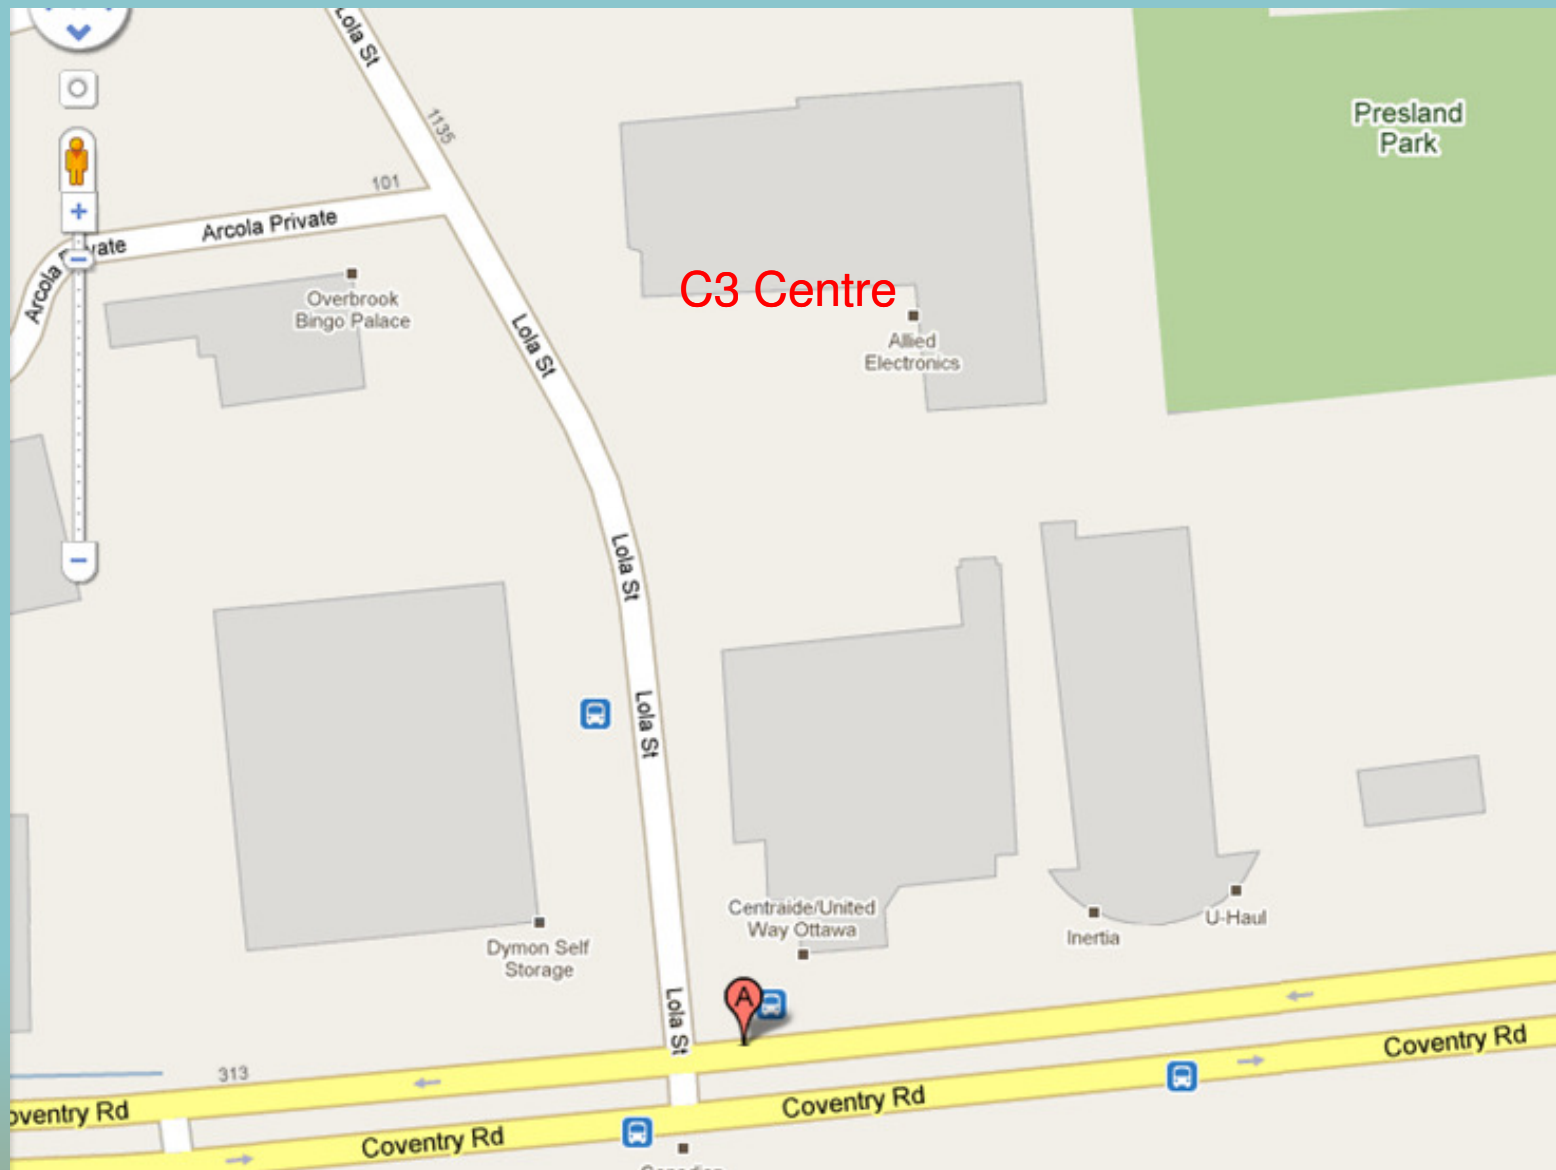 Lola St
1135
Presland
Park
101
Arcola Private
Arcola
C3 Centre
Overbrook
Bingo Palace
Lola St
Allied
Electronics
Lola St
Lola St
Centraide/United
Way Ottawa
U-Haul
Inertia
Dymon Self
Storage
Lola St
A
Coventry Rd
313
Coventry Rd
Coventry Rd